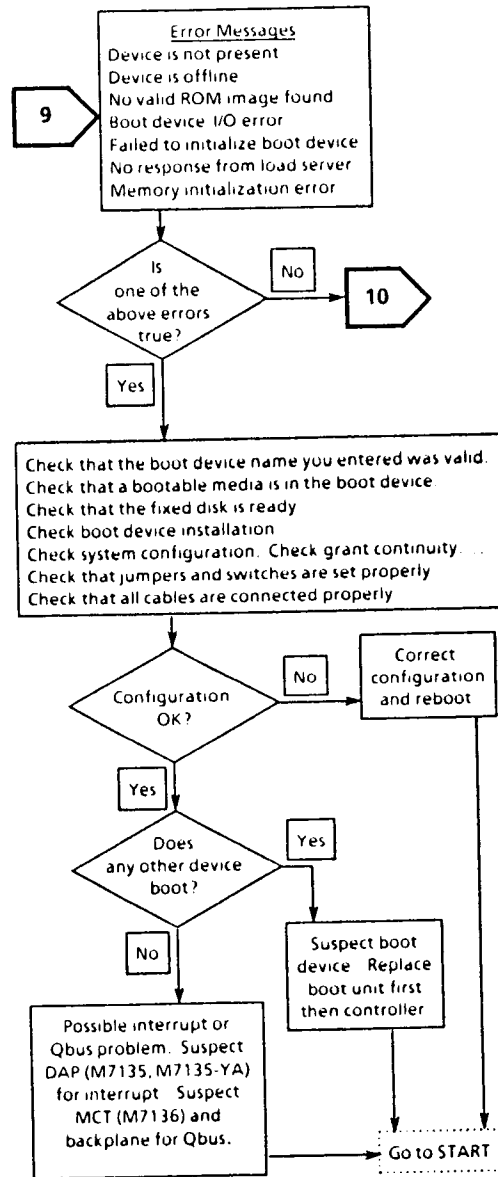 Error Messages
Device is not present
Device is offline
9
No valid ROM image found
Boot device I/O error
Failed to initialize boot device
No response from load server
Memory initialization error
Is
one of the
above errors
true?
No
10
Yes
Check that the boot device name you entered was valid.
Check that a bootable media is in the boot device.
Check that the fixed disk is ready
Check boot device installation
Check system configuration. Check grant continuity. ...
Check that jumpers and switches are set properly
Check that all cables are connected properly
Configuration
OK?
No
Correct
configuration
and reboot
Yes
Does
any other device
boot?
Yes
No
Suspect boot
device Replace
boot unit first
then controller
Possible interrupt or
Qbus problem. Suspect
DAP (M7135, M7135-YA)
for interrupt Suspect
MCT (M7136) and
backplane for Qbus.
Go to START